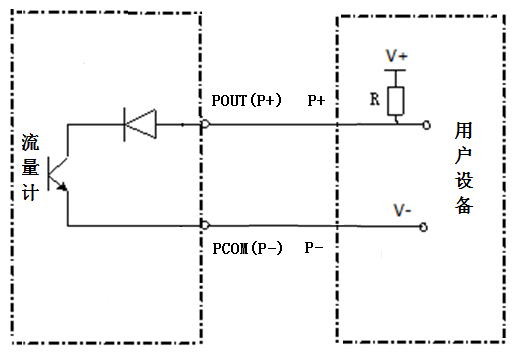 V+
POUT(P+) P+
R
流量计
用户设备
V-
PCOM(P-) P-